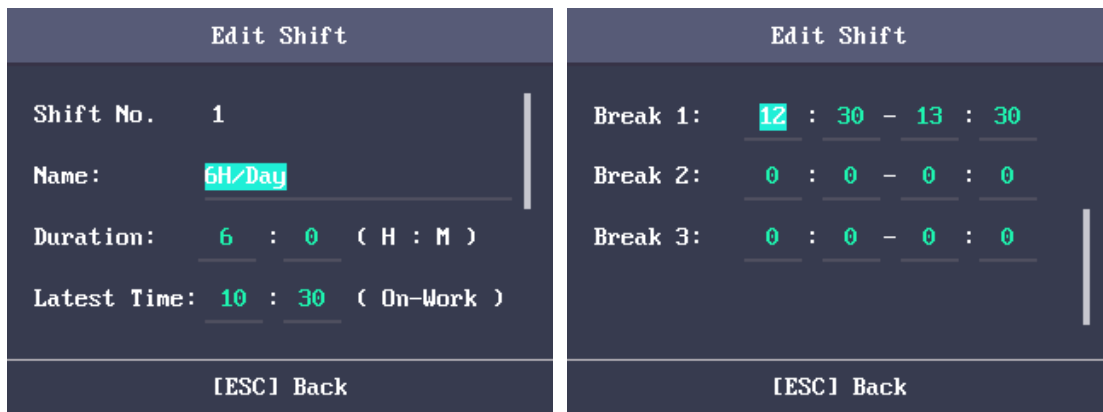 Edit Shift
Shift No. 1
Name: 6H/Day
Duration: 6 : 0 ( H : M )
Latest Time: 10 : 30 ( On-Work )
[ESC] Back
Edit Shift
Break 1: 12 : 30 - 13 : 30
Break 2: 0 : 0 - 0 : 0
Break 3: 0 : 0 - 0 : 0
[ESC] Back